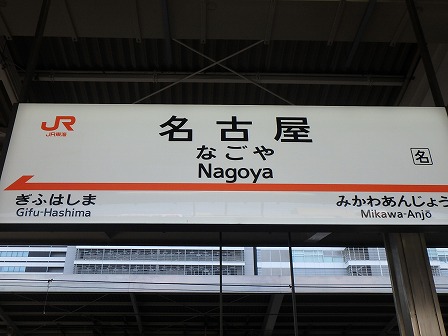 JR
JR東海
名古屋
なごや
Nagoya
名
ぎふはしま
Gifu-Hashima
みかわあんじょう
Mikawa-Anjō